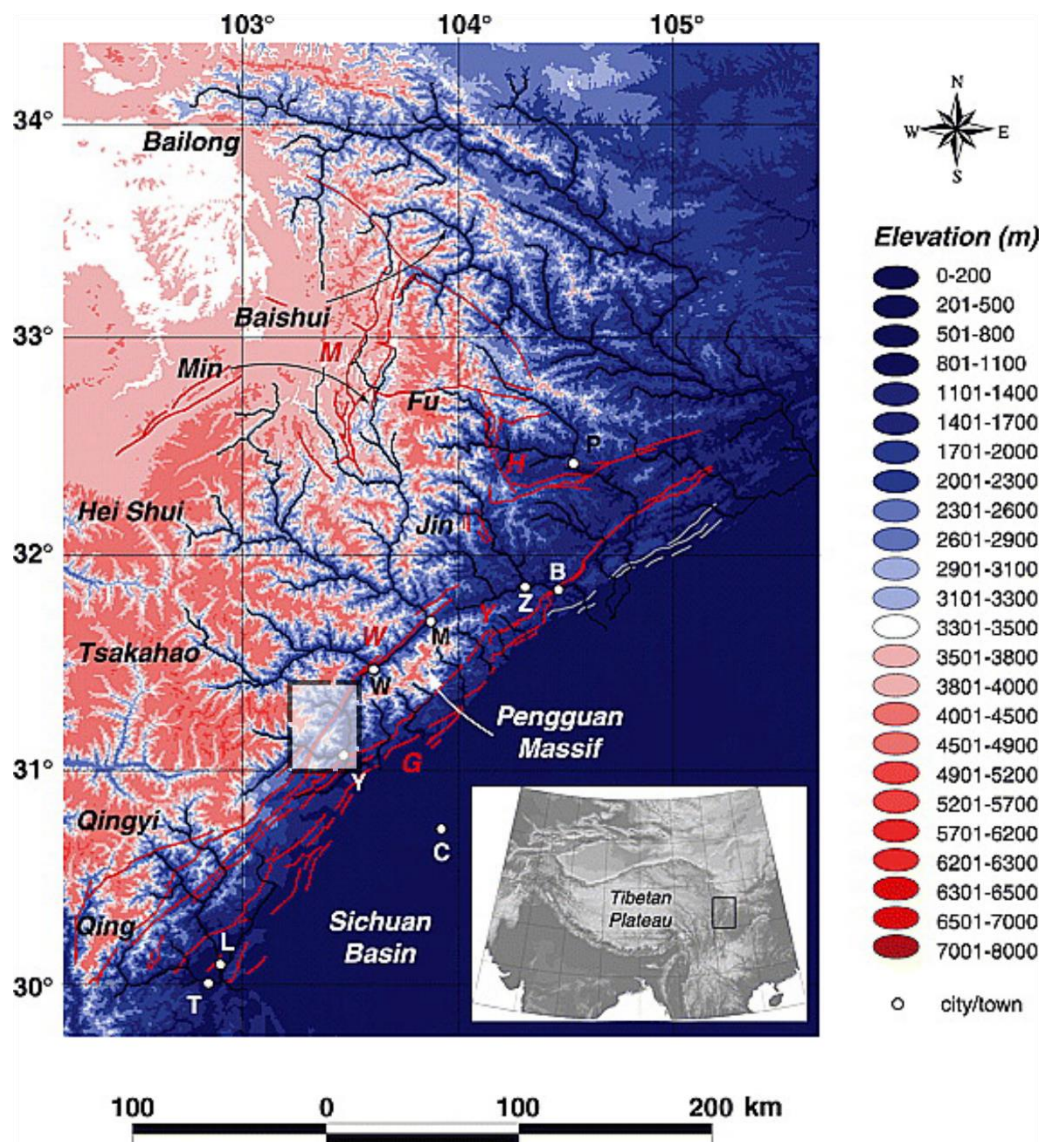 103°
104°
105°
34°
33°
32°
31°
30°
Bailong
Baishui
M
Min
Fu
P
H
Hei Shui
Jin
B
Z
Y
M
W
W
Tsakahao
Pengguan
Massif
G
Y
Qingyi
C
Qing
L
T
Sichuan
Basin
Tibetan
Plateau
N
W
E
S
Elevation (m)
0-200
201-500
501-800
801-1100
1101-1400
1401-1700
1701-2000
2001-2300
2301-2600
2601-2900
2901-3100
3101-3300
3301-3500
3501-3800
3801-4000
4001-4500
4501-4900
4901-5200
5201-5700
5701-6200
6201-6300
6301-6500
6501-7000
7001-8000
city/town
100
0
100
200 km